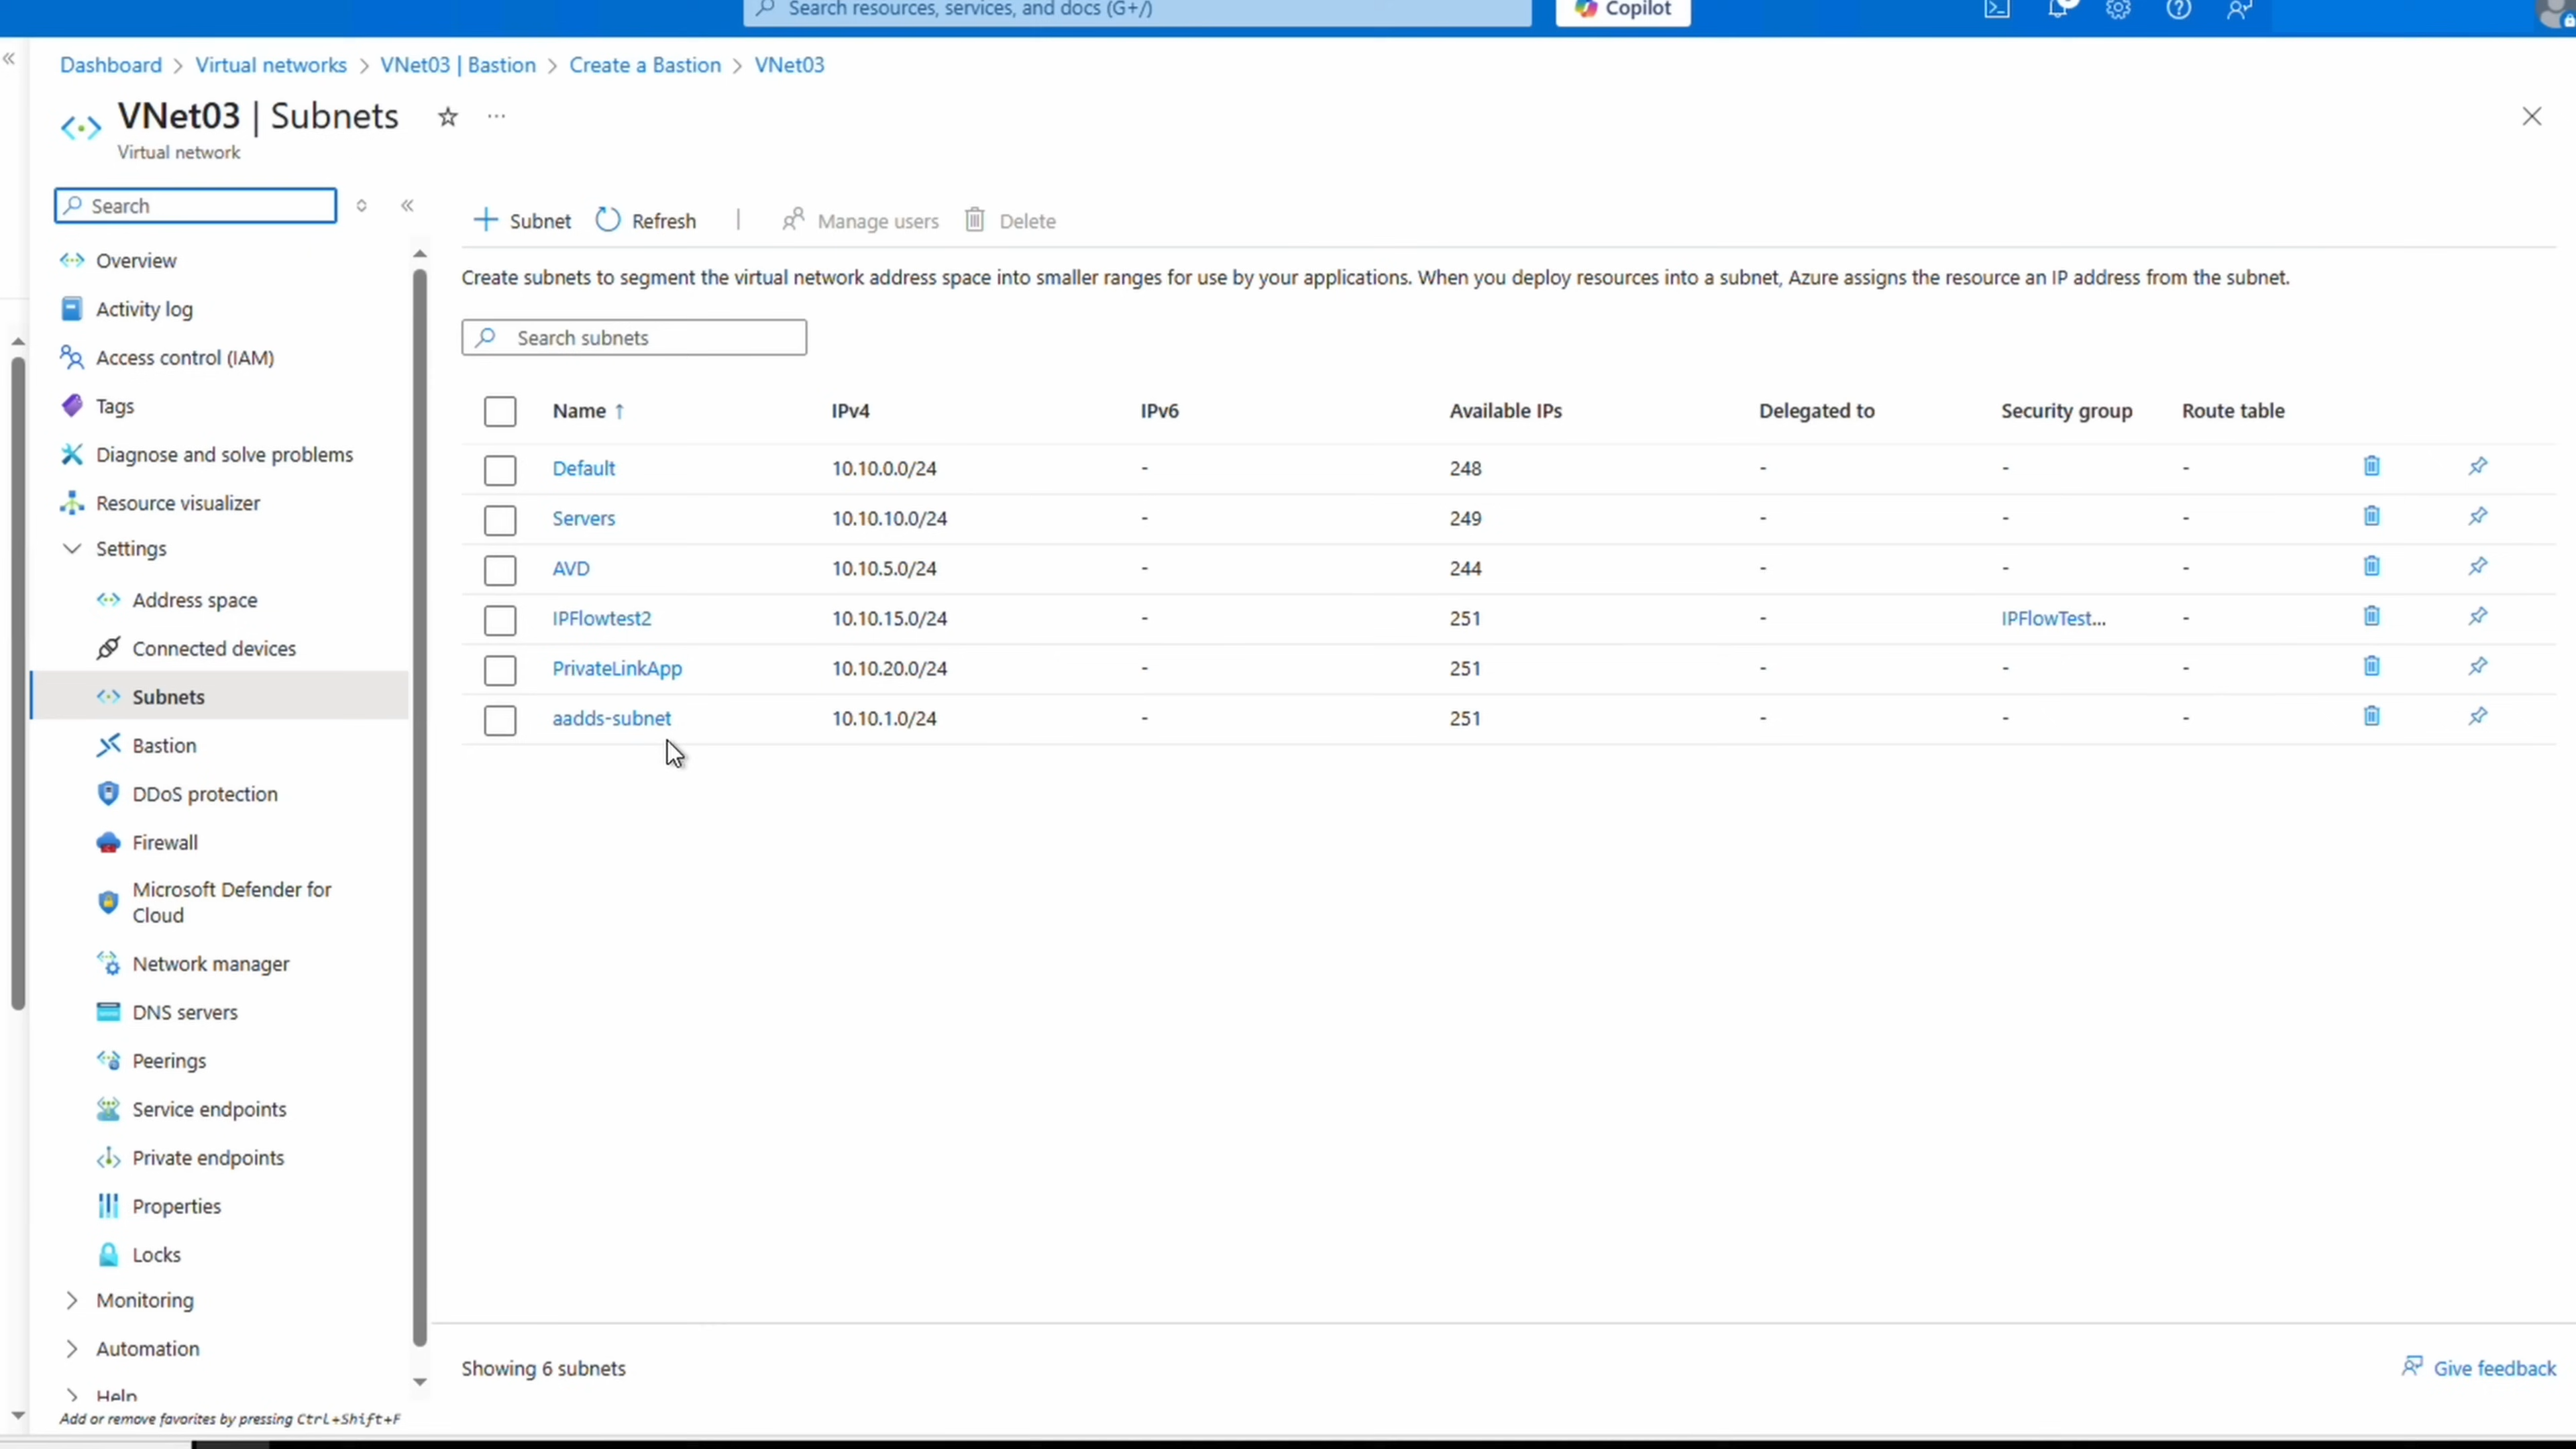 Search resources, services, and docs (G+/)
Copilot
Dashboard > Virtual networks > VNet03 | Bastion > Create a Bastion > VNet03
VNet03 | Subnets
Virtual network
Search
Subnet Refresh | Manage users Delete
Create subnets to segment the virtual network address space into smaller ranges for use by your applications. When you deploy resources into a subnet, Azure assigns the resource an IP address from the subnet.
Search subnets
Overview
Activity log
Access control (IAM)
Tags
Diagnose and solve problems
Resource visualizer
Settings
Address space
Connected devices
Subnets
Bastion
DDoS protection
Firewall
Microsoft Defender for
Cloud
Network manager
DNS servers
Peerings
Service endpoints
Private endpoints
Properties
Locks
Monitoring
Automation
Help
Add or remove favorites by pressing Ctrl+Shift+F
Name ↑ IPv4 IPv6 Available IPs Delegated to Security group Route table
Default 10.10.0.0/24 - 248 - - -
Servers 10.10.10.0/24 - 249 - - -
AVD 10.10.5.0/24 - 244 - - -
IPFlowtest2 10.10.15.0/24 - 251 - IPFlowTest... -
PrivateLinkApp 10.10.20.0/24 - 251 - - -
aadds-subnet 10.10.1.0/24 - 251 - - -
Showing 6 subnets
Give feedback